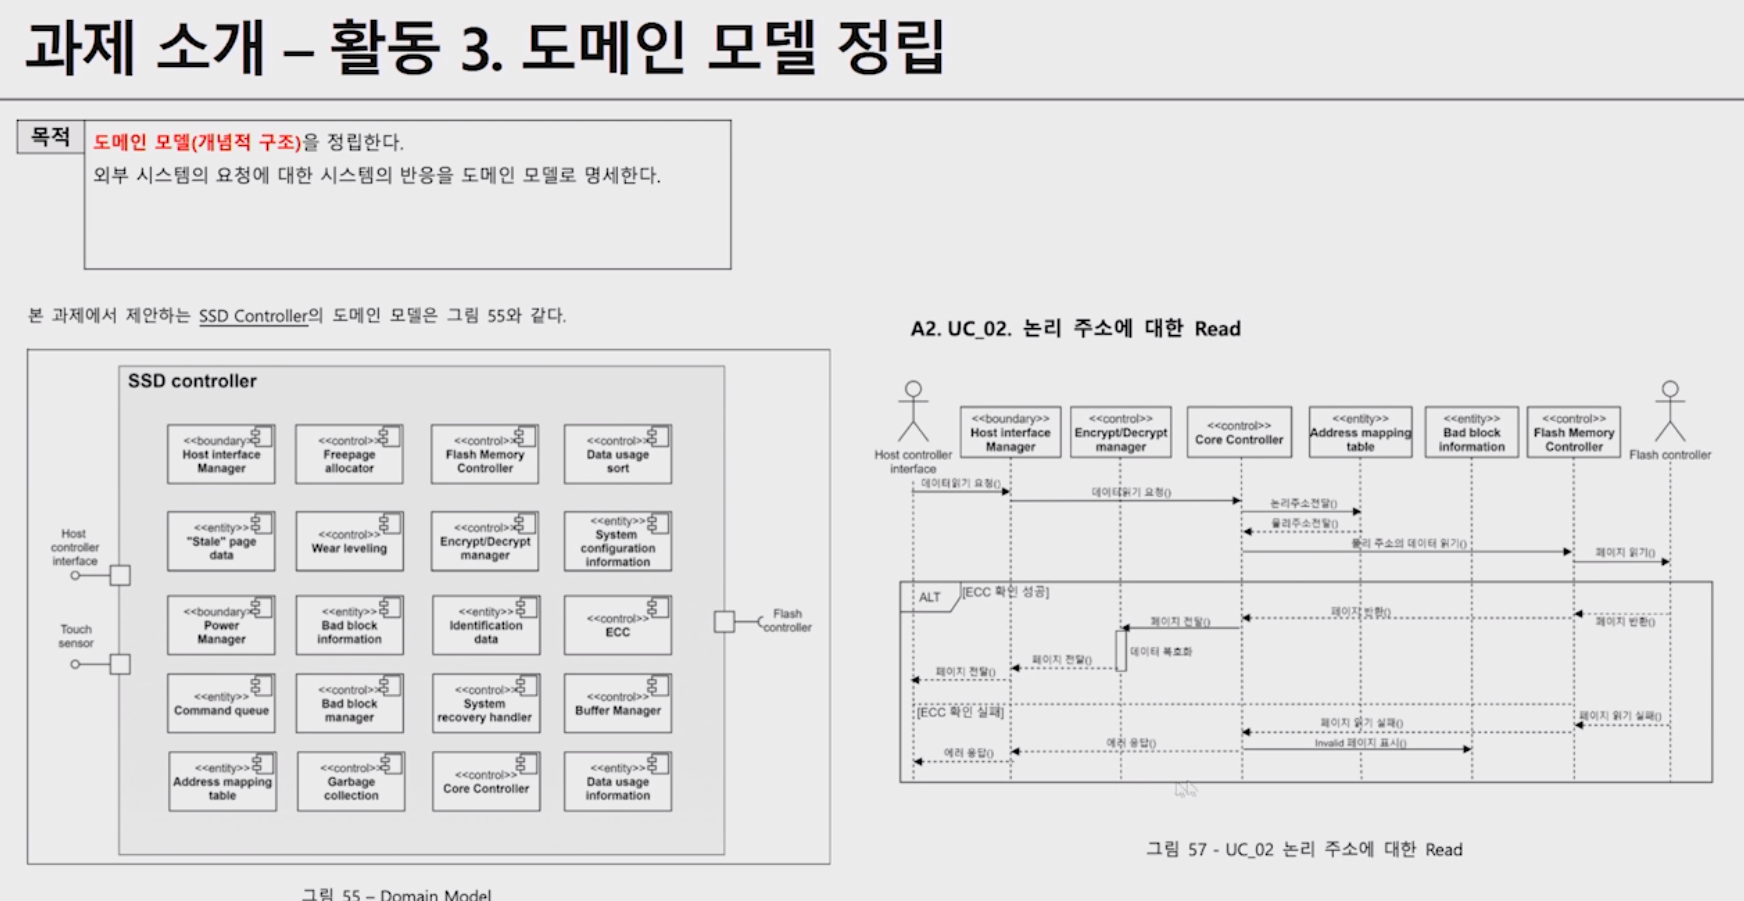 과제 소개 – 활동 3. 도메인 모델 정립
목적
도메인 모델(개념적 구조)을 정립한다.
외부 시스템의 요청에 대한 시스템의 반응을 도메인 모델로 명세한다.
본 과제에서 제안하는 SSD Controller의 도메인 모델은 그림 55와 같다.
SSD controller
<<boundary>>
Host interface
Manager
<<control>>
Freepage
allocator
<<control>>
Flash Memory
Controller
<<control>>
Data usage
sort
<<entity>>
"Stale" page
data
<<control>>
Wear leveling
<<control>>
Encrypt/Decrypt
manager
<<entity>>
System
configuration
information
<<boundary>>
Power
Manager
<<entity>>
Bad block
information
<<entity>>
Identification
data
<<control>>
ECC
<<entity>>
Command queue
<<control>>
Bad block
manager
<<control>>
System
recovery handler
<<control>>
Buffer Manager
<<entity>>
Address mapping
table
<<control>>
Garbage
collection
<<control>>
Core Controller
<<entity>>
Data usage
information
Host
controller
interface
Touch
sensor
Flash
controller
그림 55 – Domain Model
A2. UC_02. 논리 주소에 대한 Read
Host controller
interface
<<boundary>>
Host interface
Manager
<<control>>
Encrypt/Decrypt
manager
<<control>>
Core Controller
<<entity>>
Address mapping
table
<<entity>>
Bad block
information
<<control>>
Flash Memory
Controller
Flash controller
데이터읽기 요청()
데이터읽기 요청()
논리주소전달()
물리주소전달()
물리 주소의 데이터 읽기()
페이지 읽기()
ALT
[ECC 확인 성공]
페이지 반환()
페이지 반환()
페이지 전달()
데이터 복호화
페이지 전달()
페이지 전달()
[ECC 확인 실패]
페이지 읽기 실패()
페이지 읽기 실패()
Invalid 페이지 표시()
에러 응답()
에러 응답()
그림 57 - UC_02 논리 주소에 대한 Read